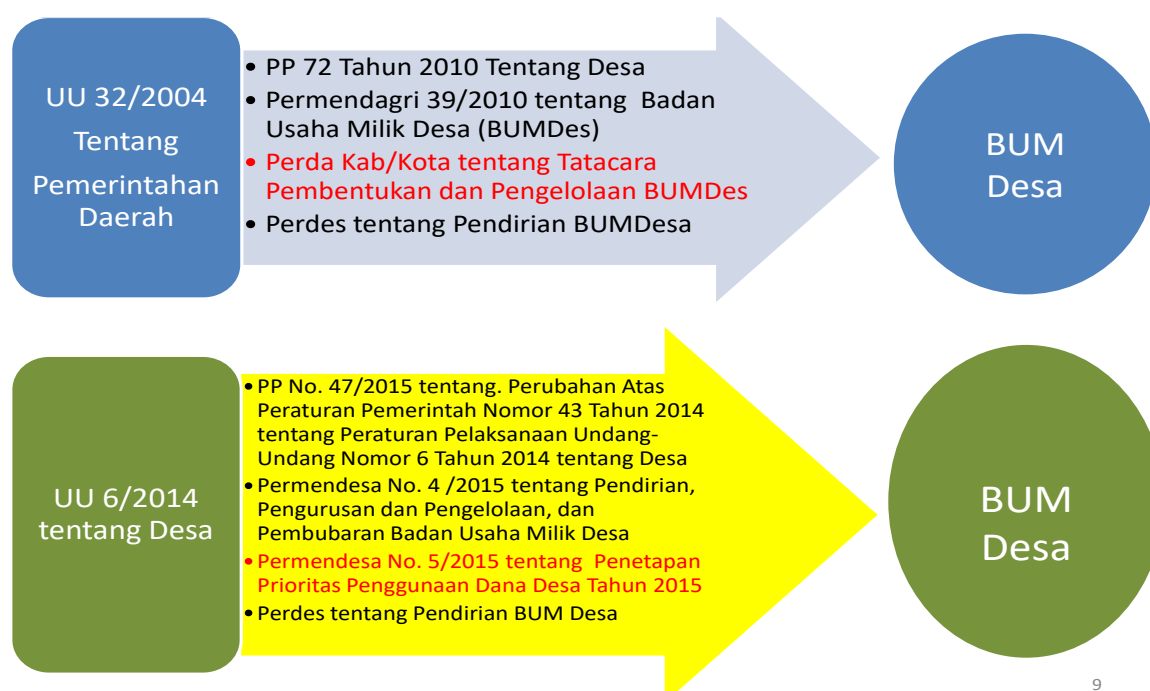 UU 32/2004
Tentang
Pemerintahan
Daerah
• PP 72 Tahun 2010 Tentang Desa
• Permendagri 39/2010 tentang Badan
Usaha Milik Desa (BUMDes)
• Perda Kab/Kota tentang Tatacara
Pembentukan dan Pengelolaan BUMDes
• Perdes tentang Pendirian BUMDesa
BUM
Desa
UU 6/2014
tentang Desa
• PP No. 47/2015 tentang. Perubahan Atas
Peraturan Pemerintah Nomor 43 Tahun 2014
tentang Peraturan Pelaksanaan Undang-
Undang Nomor 6 Tahun 2014 tentang Desa
• Permendesa No. 4 /2015 tentang Pendirian,
Pengurusan dan Pengelolaan, dan
Pembubaran Badan Usaha Milik Desa
• Permendesa No. 5/2015 tentang Penetapan
Prioritas Penggunaan Dana Desa Tahun 2015
• Perdes tentang Pendirian BUM Desa
BUM
Desa
9